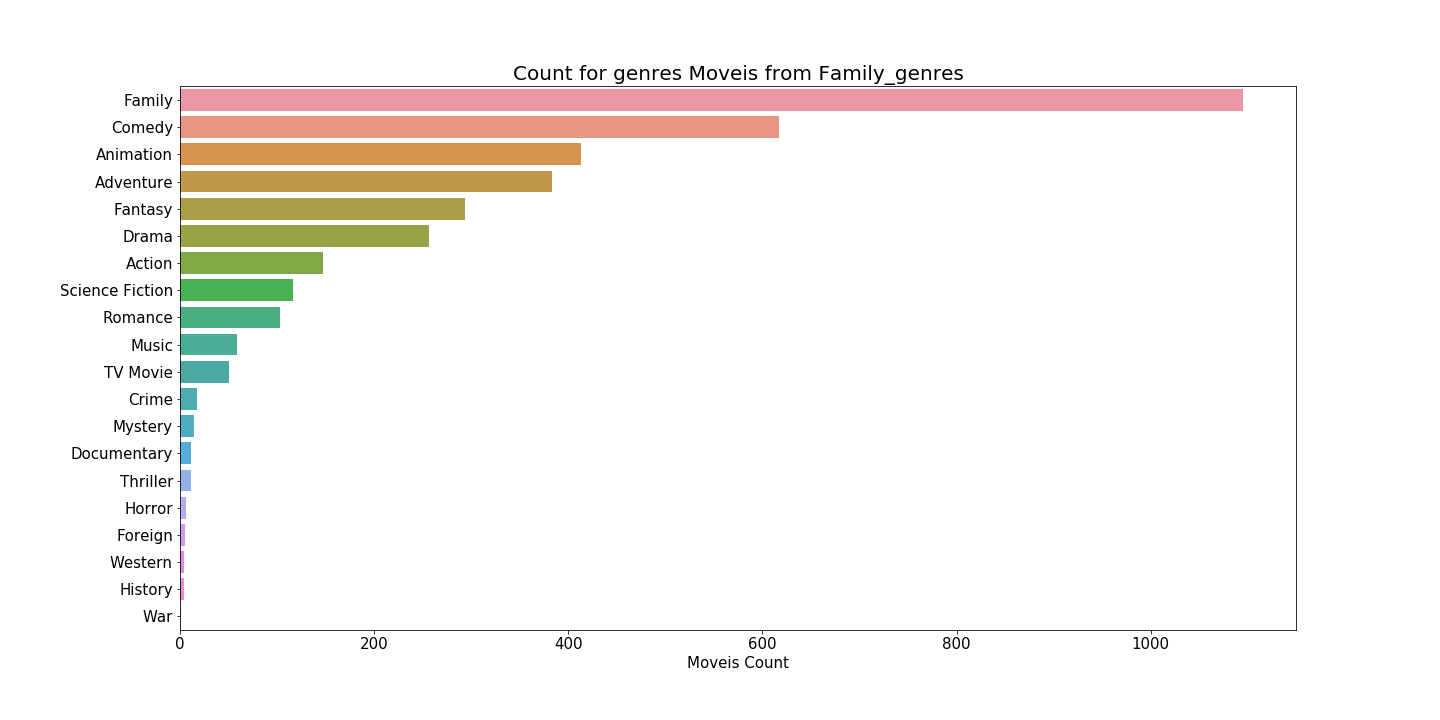 Count for genres Moveis from Family_genres
Family
Comedy
Animation
Adventure
Fantasy
Drama
Action
Science Fiction
Romance
Music
TV Movie
Crime
Mystery
Documentary
Thriller
Horror
Foreign
Western
History
War
0 200 400 600 800 1000
Moveis Count